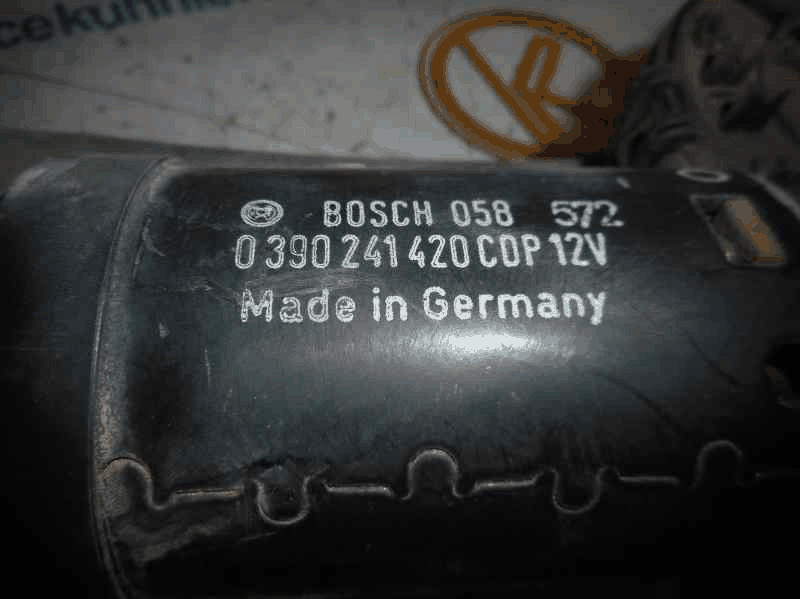 BOSCH 058 572
0 390 241 420 CDP 12V
Made in Germany